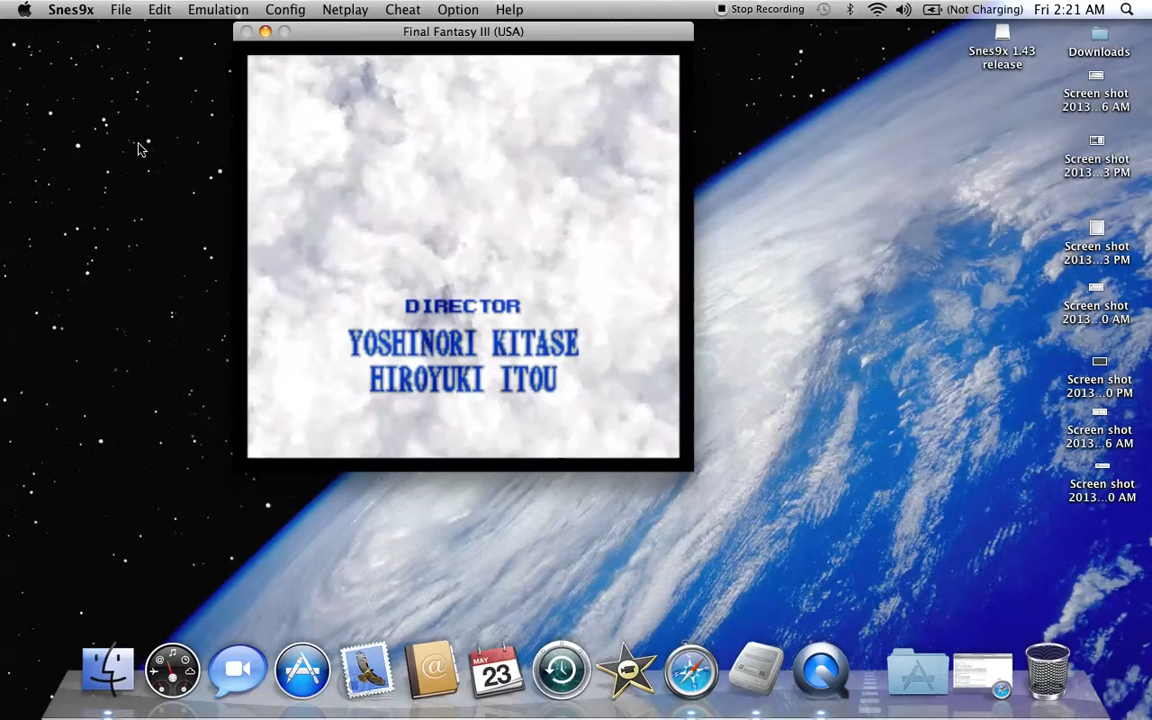 Snes9x File Edit Emulation Config Netplay Cheat Option Help Stop Recording (Not Charging) Fri 2:21 AM
Final Fantasy III (USA)
DIRECTOR
YOSHINORI KITASE
HIROYUKI ITOU
Snes9x 1.43
release
Downloads
Screen shot
2013...6 AM
Screen shot
2013...3 PM
Screen shot
2013...3 PM
Screen shot
2013...0 AM
Screen shot
2013...0 PM
Screen shot
2013...6 AM
Screen shot
2013...0 AM
MAY
23